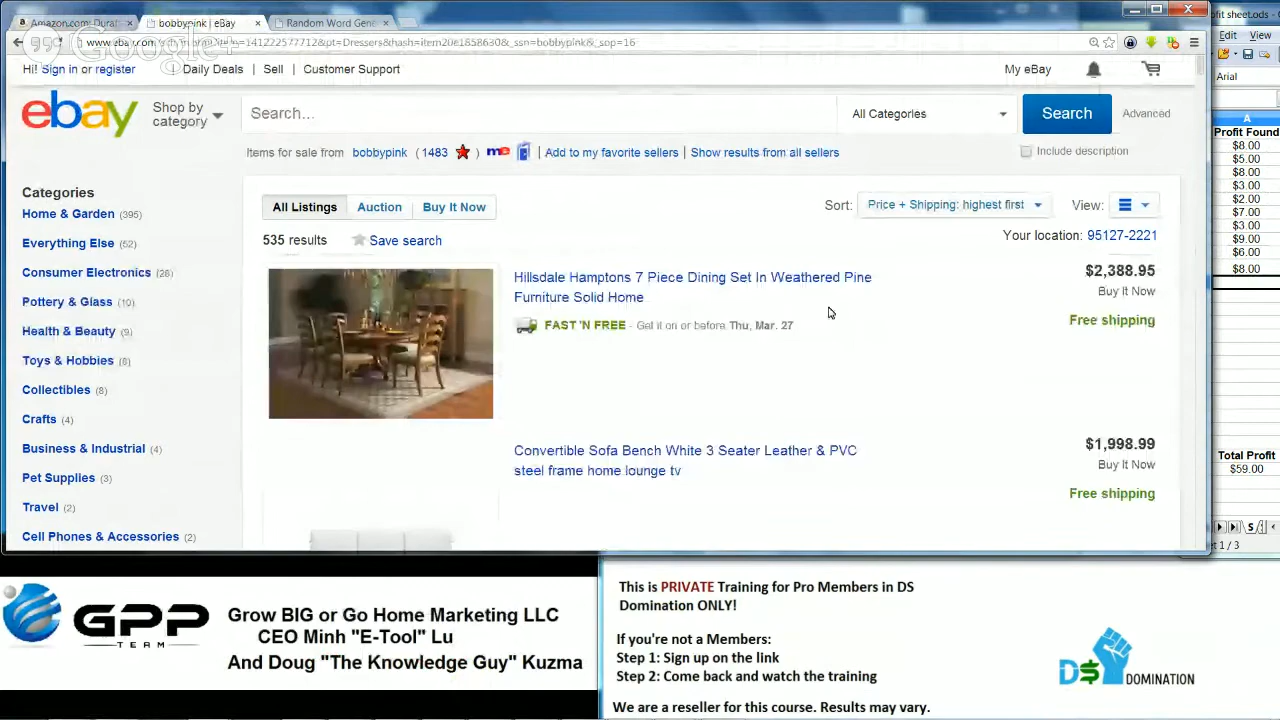 Amazon.com: Durat
bobbypink | eBay
Random Word Gene
Google+
Hi! Sign in or register
Daily Deals
Sell
Customer Support
My eBay
ebay
Shop by
category
Search...
All Categories
Search
Advanced
Items for sale from bobbypink ( 1483 ) me | Add to my favorite sellers | Show results from all sellers
Include description
Categories
Home & Garden (395)
Everything Else (52)
Consumer Electronics (26)
Pottery & Glass (10)
Health & Beauty (9)
Toys & Hobbies (8)
Collectibles (8)
Crafts (4)
Business & Industrial (4)
Pet Supplies (3)
Travel (2)
Cell Phones & Accessories (2)
All Listings
Auction
Buy It Now
Sort: Price + Shipping: highest first
View:
535 results
Save search
Your location: 95127-2221
Hillsdale Hamptons 7 Piece Dining Set In Weathered Pine
Furniture Solid Home
FAST 'N FREE - Get it on or before Thu, Mar. 27
$2,388.95
Buy It Now
Free shipping
Convertible Sofa Bench White 3 Seater Leather & PVC
steel frame home lounge tv
$1,998.99
Buy It Now
Free shipping
ofit sheet.ods -
Edit View
Arial
A
Profit Found
$6.00
$5.00
$8.00
$3.00
$2.00
$7.00
$3.00
$9.00
$6.00
$8.00
Total Profit
$59.00
et 1 / 3
GPP
TEAM
Grow BIG or Go Home Marketing LLC
CEO Minh "E-Tool" Lu
And Doug "The Knowledge Guy" Kuzma
This is PRIVATE Training for Pro Members in DS
Domination ONLY!
If you're not a Members:
Step 1: Sign up on the link
Step 2: Come back and watch the training
We are a reseller for this course. Results may vary.
D$ DOMINATION